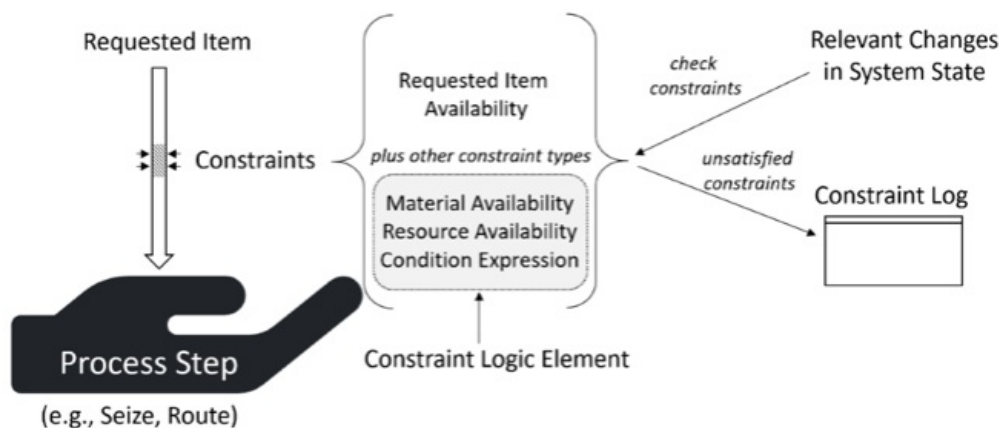 Requested Item
Constraints
Process Step
(e.g., Seize, Route)
Requested Item
Availability
plus other constraint types
Material Availability
Resource Availability
Condition Expression
Constraint Logic Element
check
constraints
Relevant Changes
in System State
unsatisfied
constraints
Constraint Log